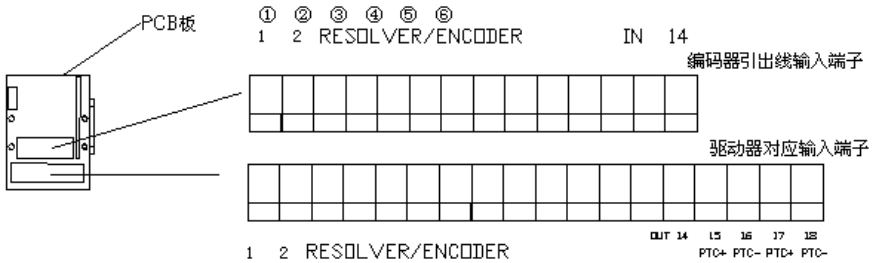 ① ② ③ ④ ⑤ ⑥
PCB板
1 2 RESOLVER/ENCODER IN 14
编码器引出线输入端子
驱动器对应输入端子
OUT 14 15 16 17 18
PTC+ PTC- PTC+ PTC-
1 2 RESOLVER/ENCODER